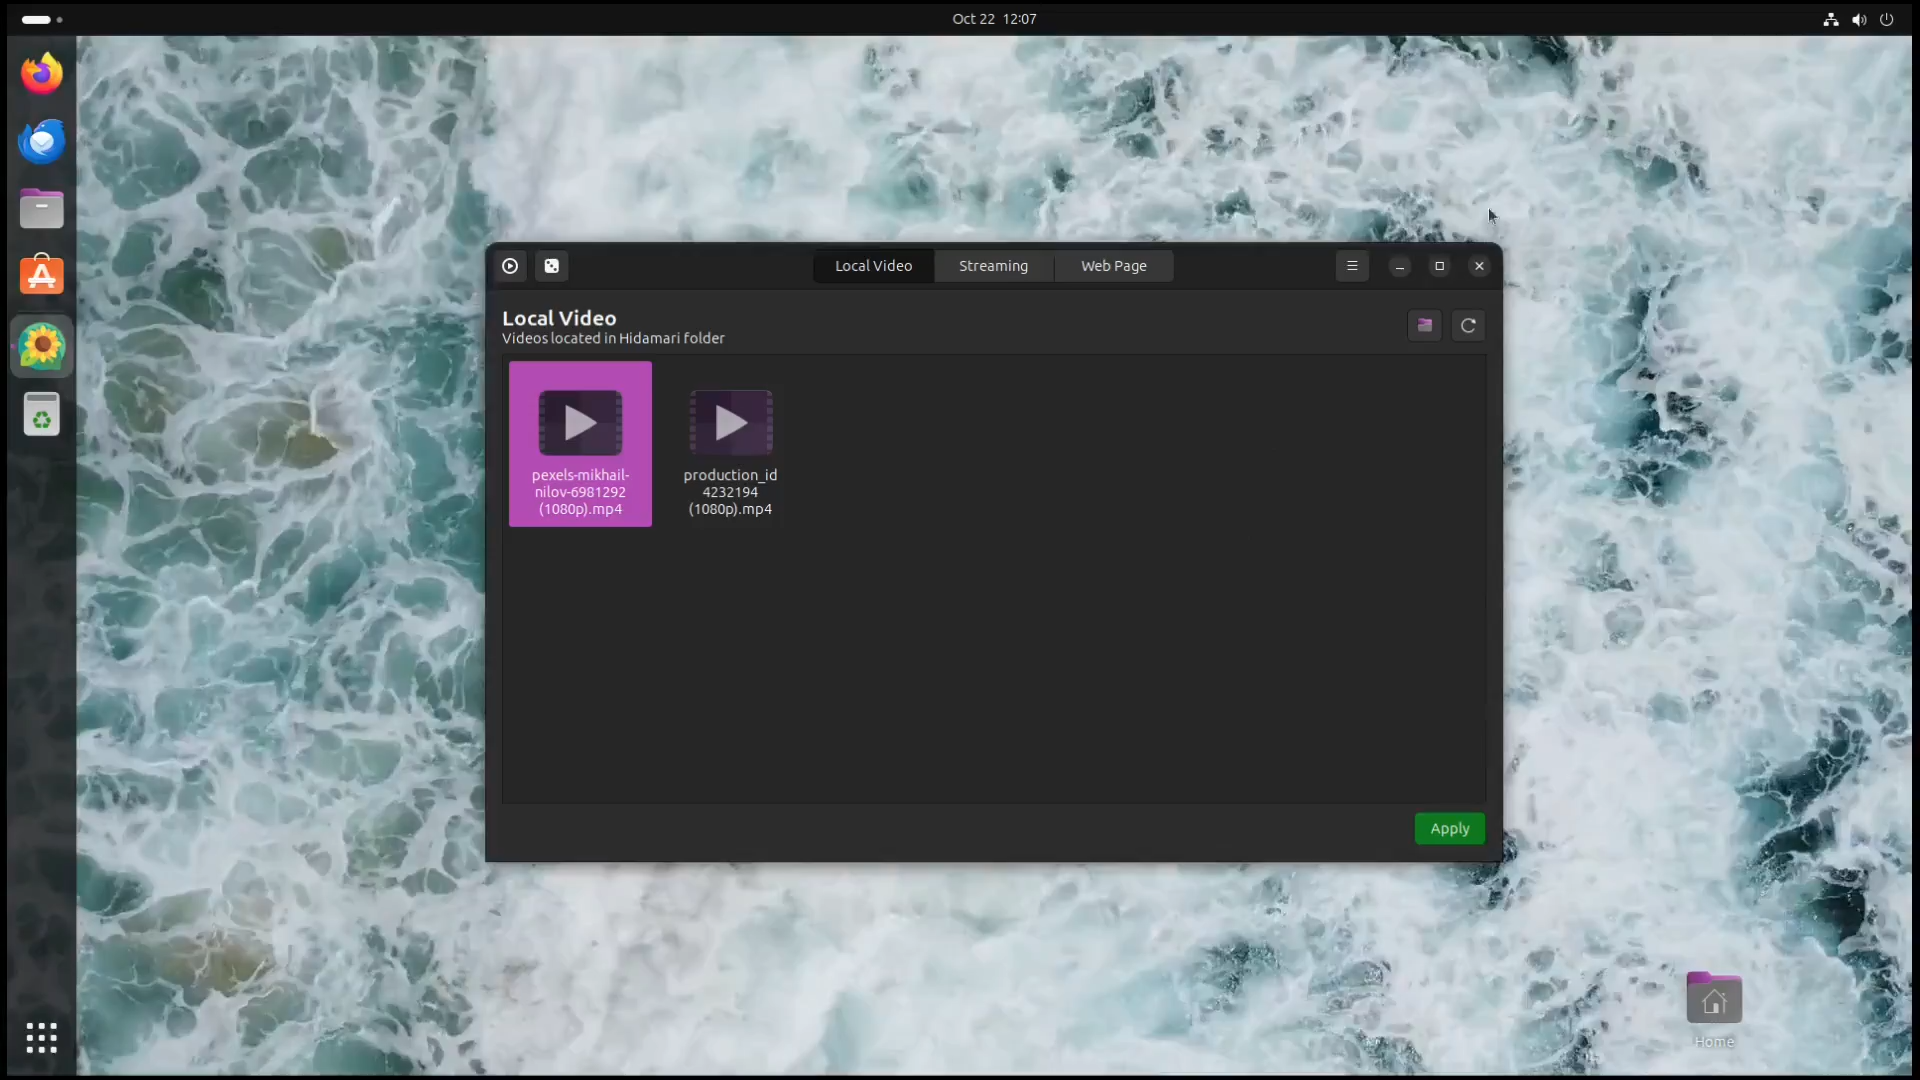 Oct 22 12:07
Local Video
Streaming
Web Page
Local Video
Videos located in Hidamari folder
pexels-mikhail-
nilov-6981292
(1080p).mp4
production_id
4232194
(1080p).mp4
Apply
Home